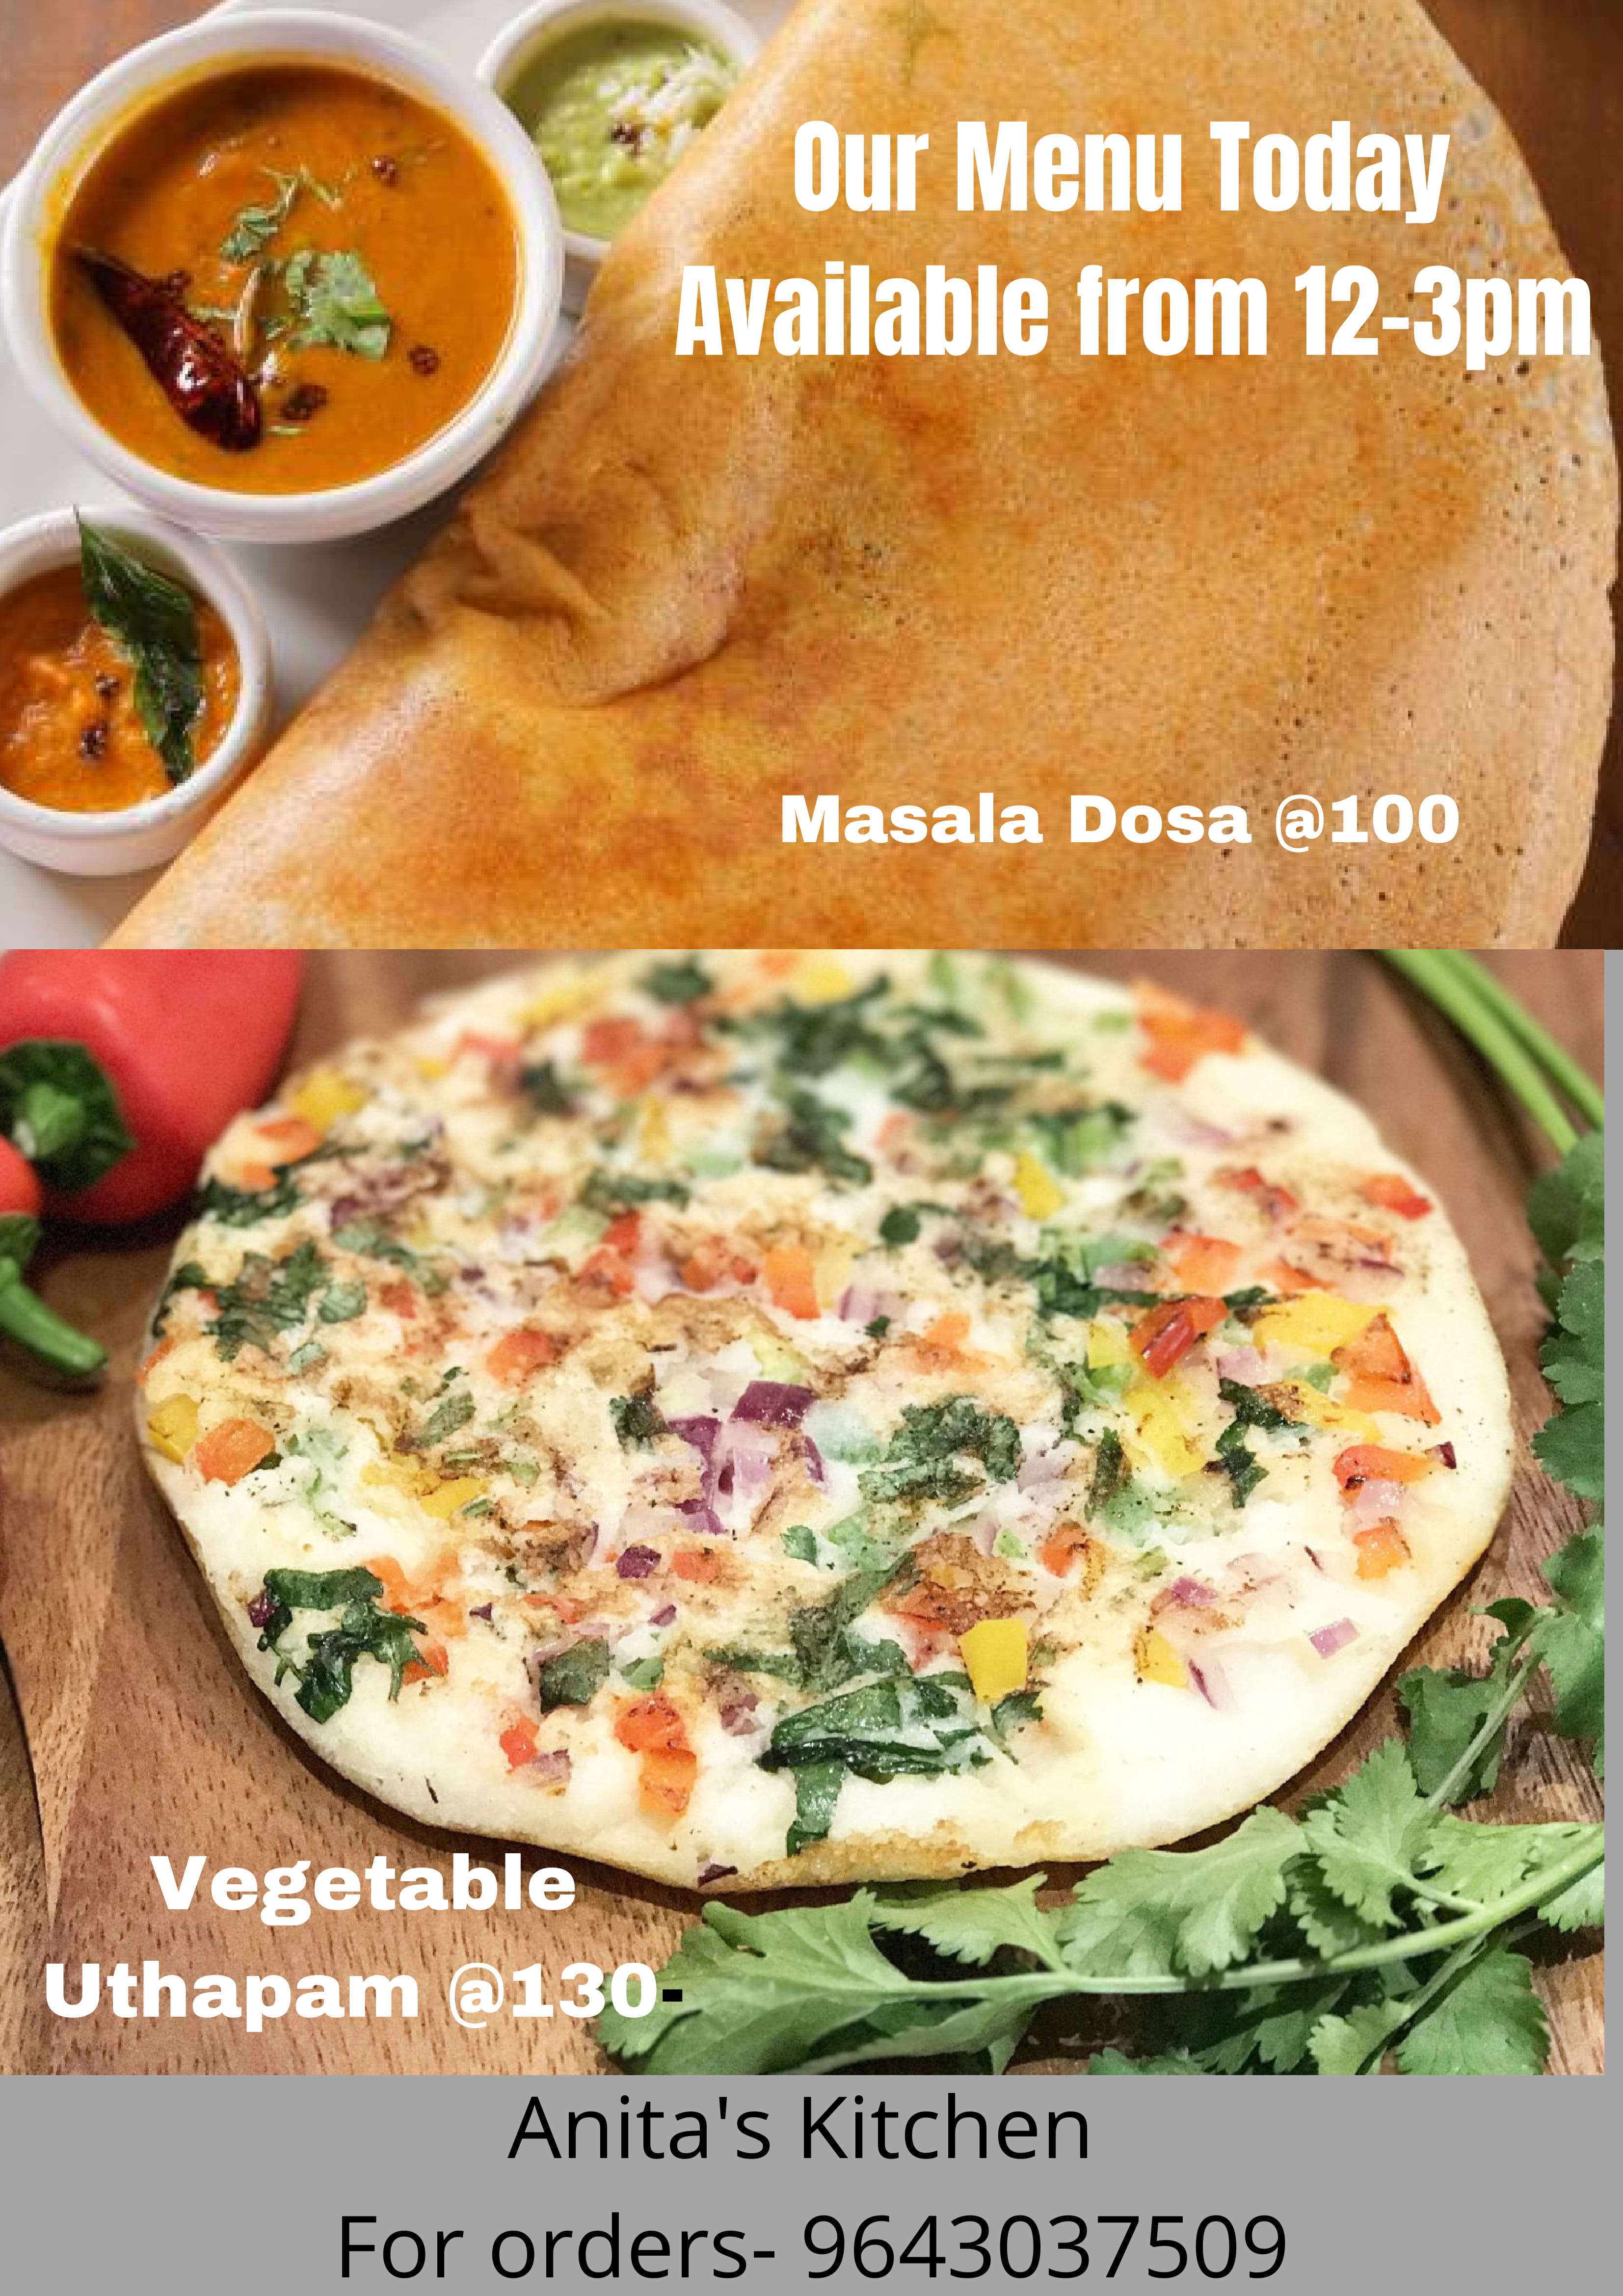 Our Menu Today
Available from 12-3pm
Masala Dosa @100
Vegetable
Uthapam @130-
Anita's Kitchen
For orders- 9643037509